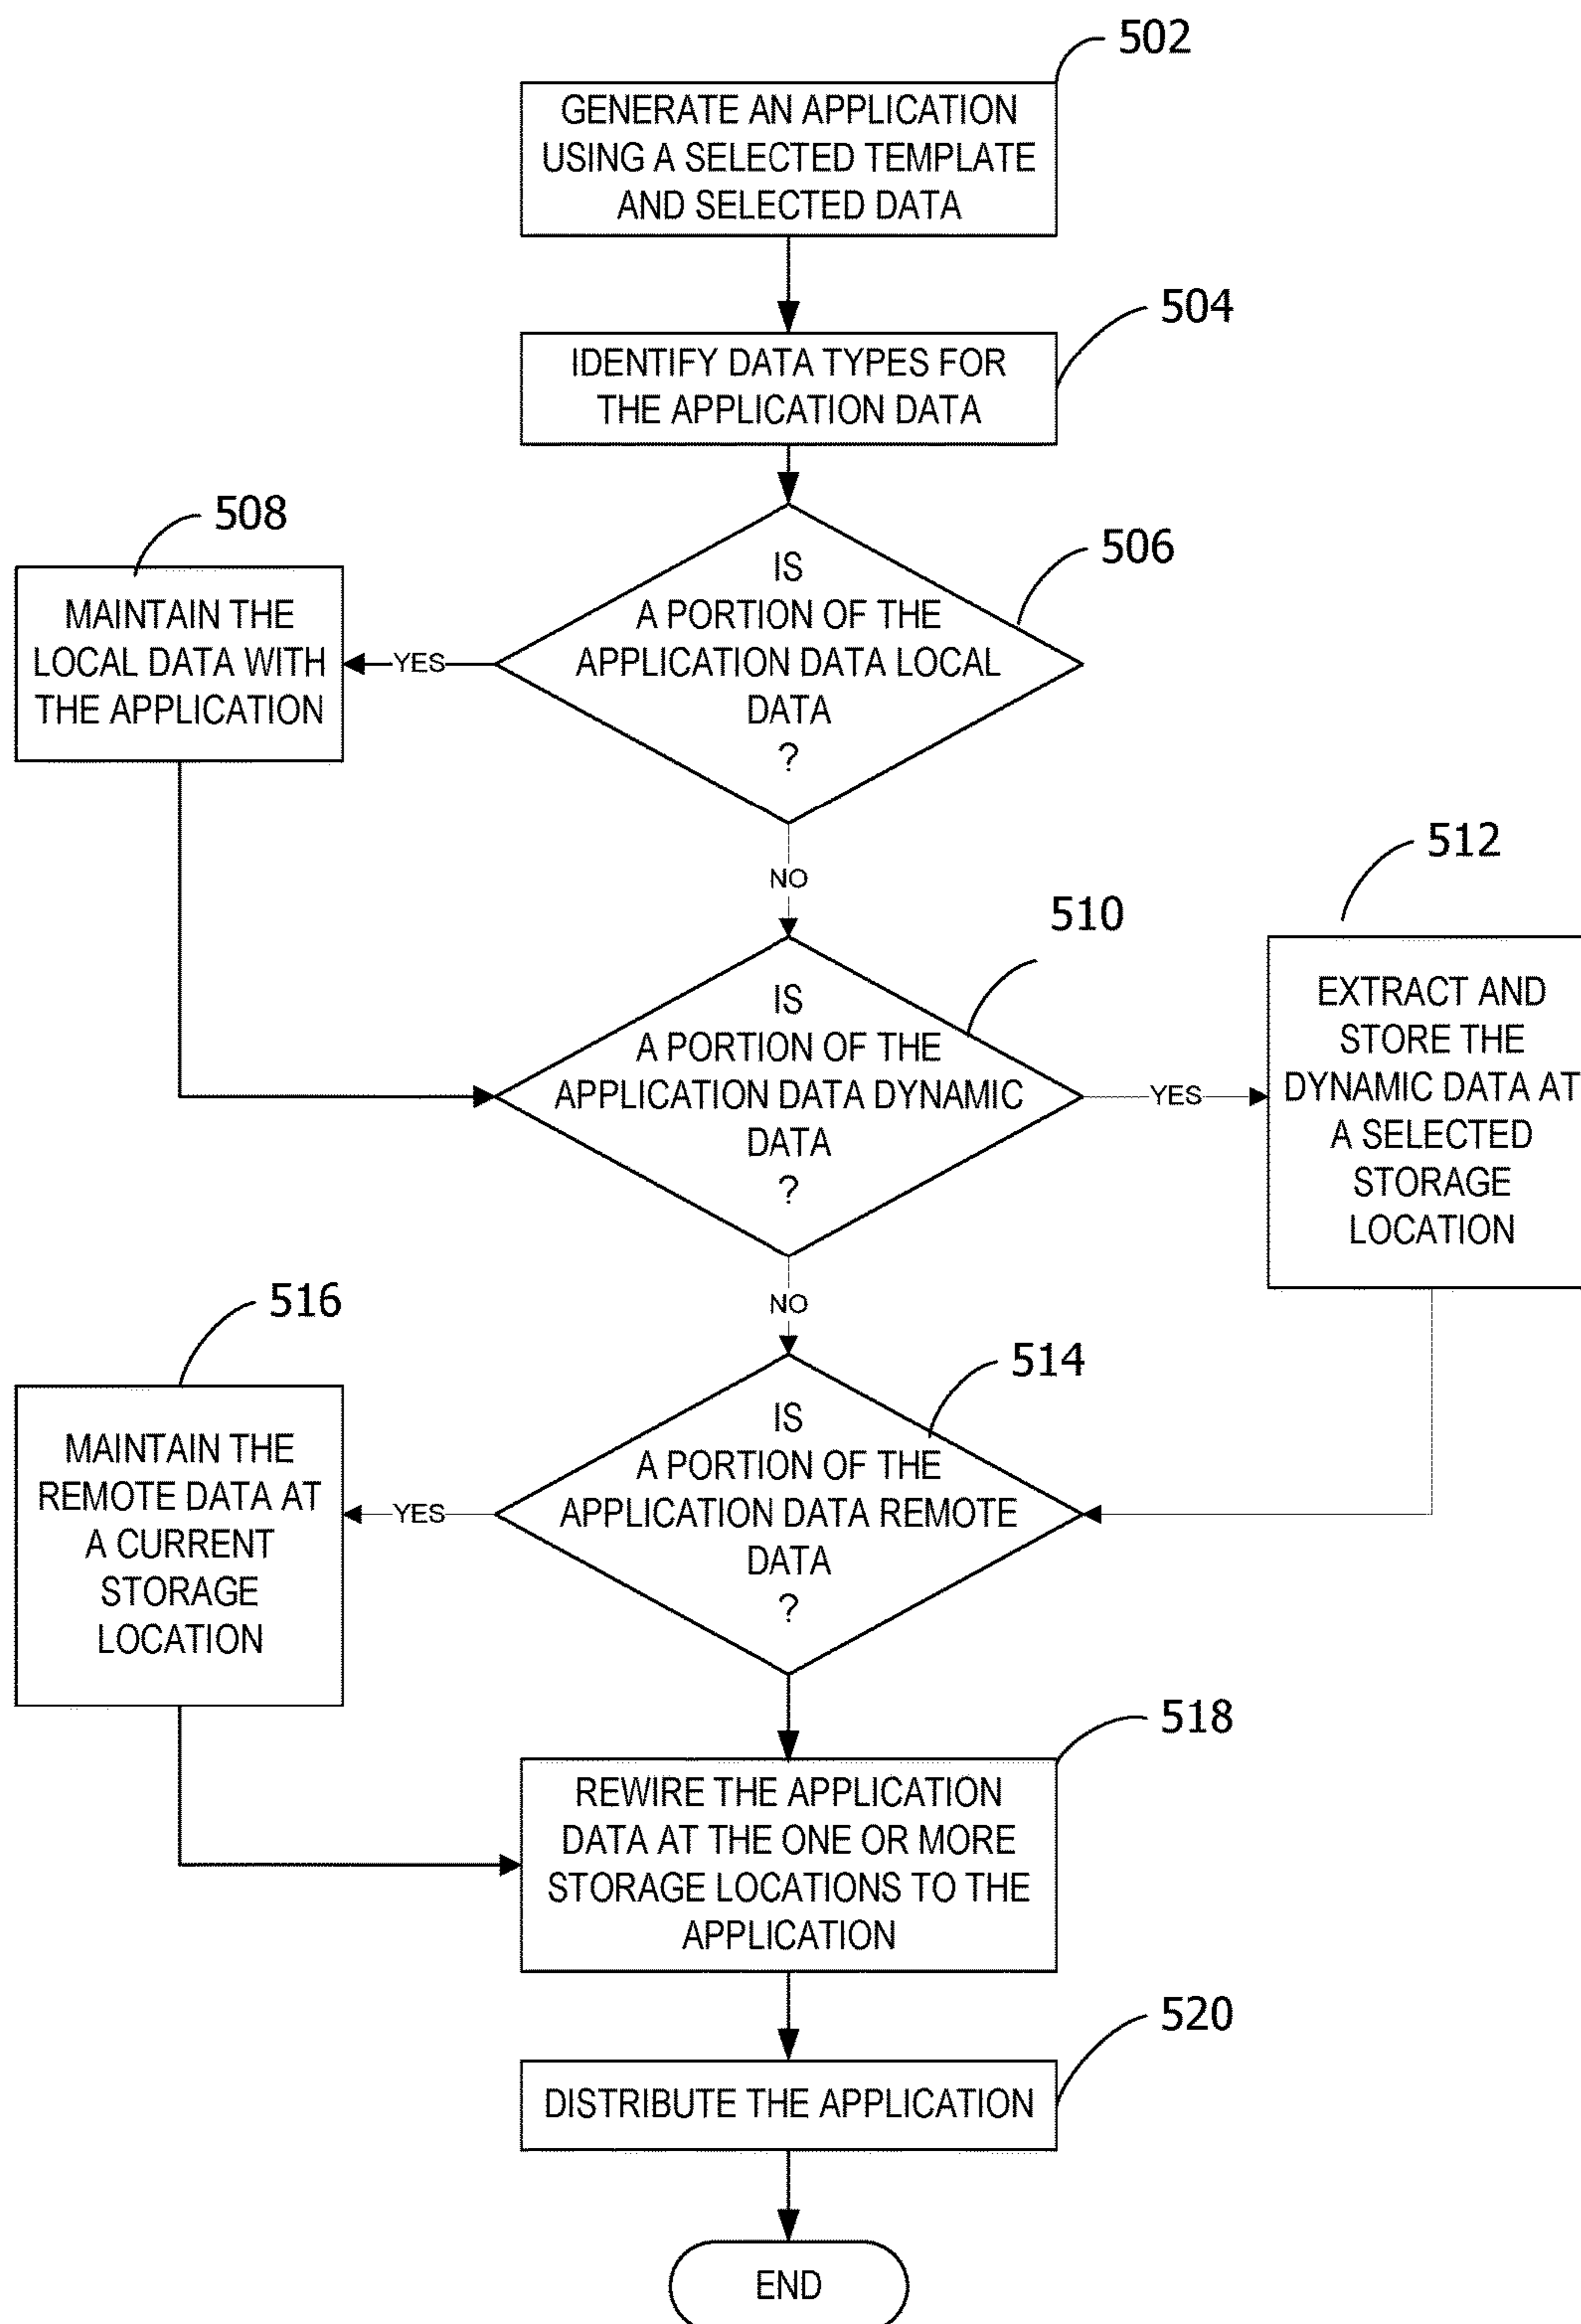 502
GENERATE AN APPLICATION
USING A SELECTED TEMPLATE
AND SELECTED DATA
504
IDENTIFY DATA TYPES FOR
THE APPLICATION DATA
508
MAINTAIN THE
LOCAL DATA WITH
THE APPLICATION
506
IS
A PORTION OF THE
APPLICATION DATA LOCAL
DATA
?
YES
NO
510
IS
A PORTION OF THE
APPLICATION DATA DYNAMIC
DATA
?
YES
512
EXTRACT AND
STORE THE
DYNAMIC DATA AT
A SELECTED
STORAGE
LOCATION
NO
516
MAINTAIN THE
REMOTE DATA AT
A CURRENT
STORAGE
LOCATION
514
IS
A PORTION OF THE
APPLICATION DATA REMOTE
DATA
?
YES
518
REWIRE THE APPLICATION
DATA AT THE ONE OR MORE
STORAGE LOCATIONS TO THE
APPLICATION
520
DISTRIBUTE THE APPLICATION
END